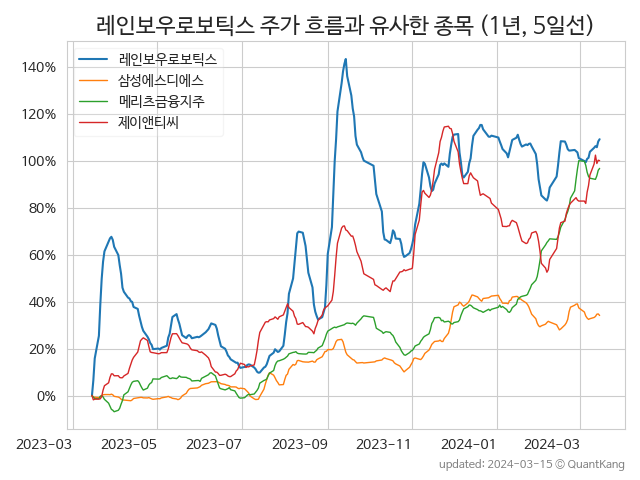 레인보우로보틱스 주가 흐름과 유사한 종목 (1년, 5일선)
레인보우로보틱스
삼성에스디에스
메리츠금융지주
제이앤티씨
140%
120%
100%
80%
60%
40%
20%
0%
2023-03 2023-05 2023-07 2023-09 2023-11 2024-01 2024-03
updated: 2024-03-15 © QuantKang